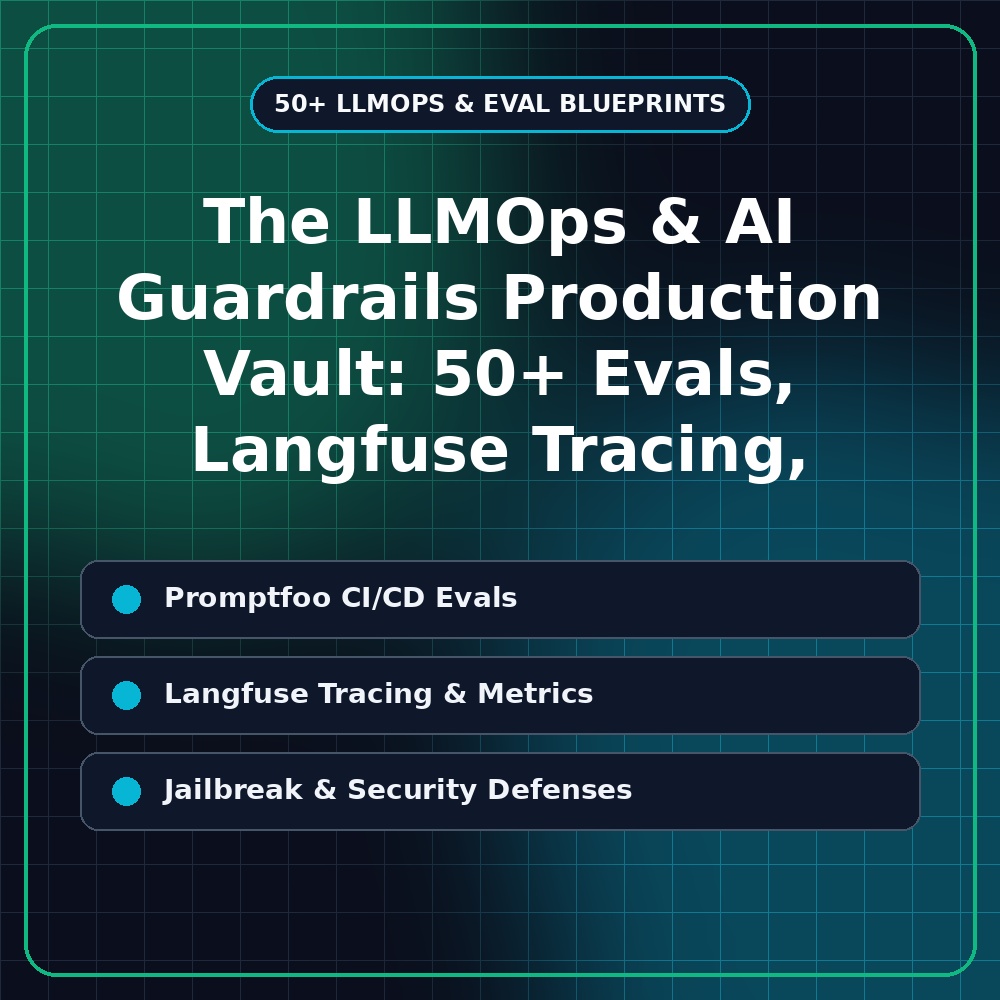 50+ LLMOPS & EVAL BLUEPRINTS
The LLMOps & AI
Guardrails Production
Vault: 50+ Evals,
Langfuse Tracing,
Promptfoo CI/CD Evals
Langfuse Tracing & Metrics
Jailbreak & Security Defenses